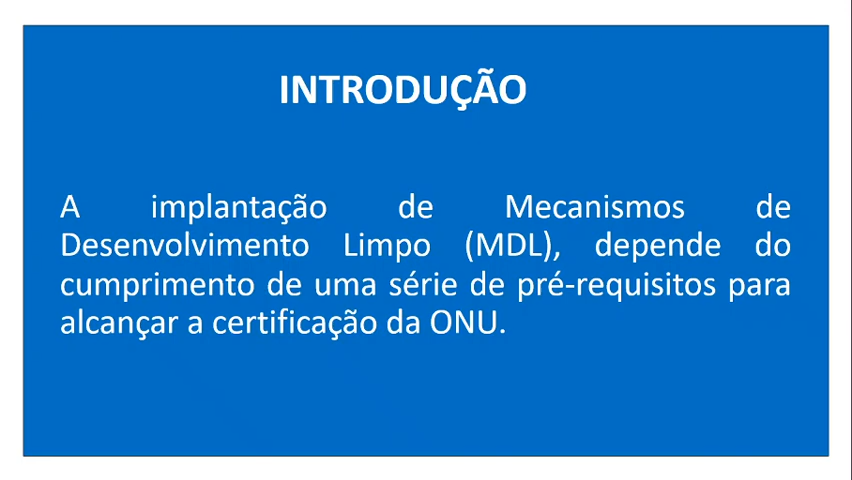 INTRODUÇÃO
A implantação de Mecanismos de
Desenvolvimento Limpo (MDL), depende do
cumprimento de uma série de pré-requisitos para
alcançar a certificação da ONU.